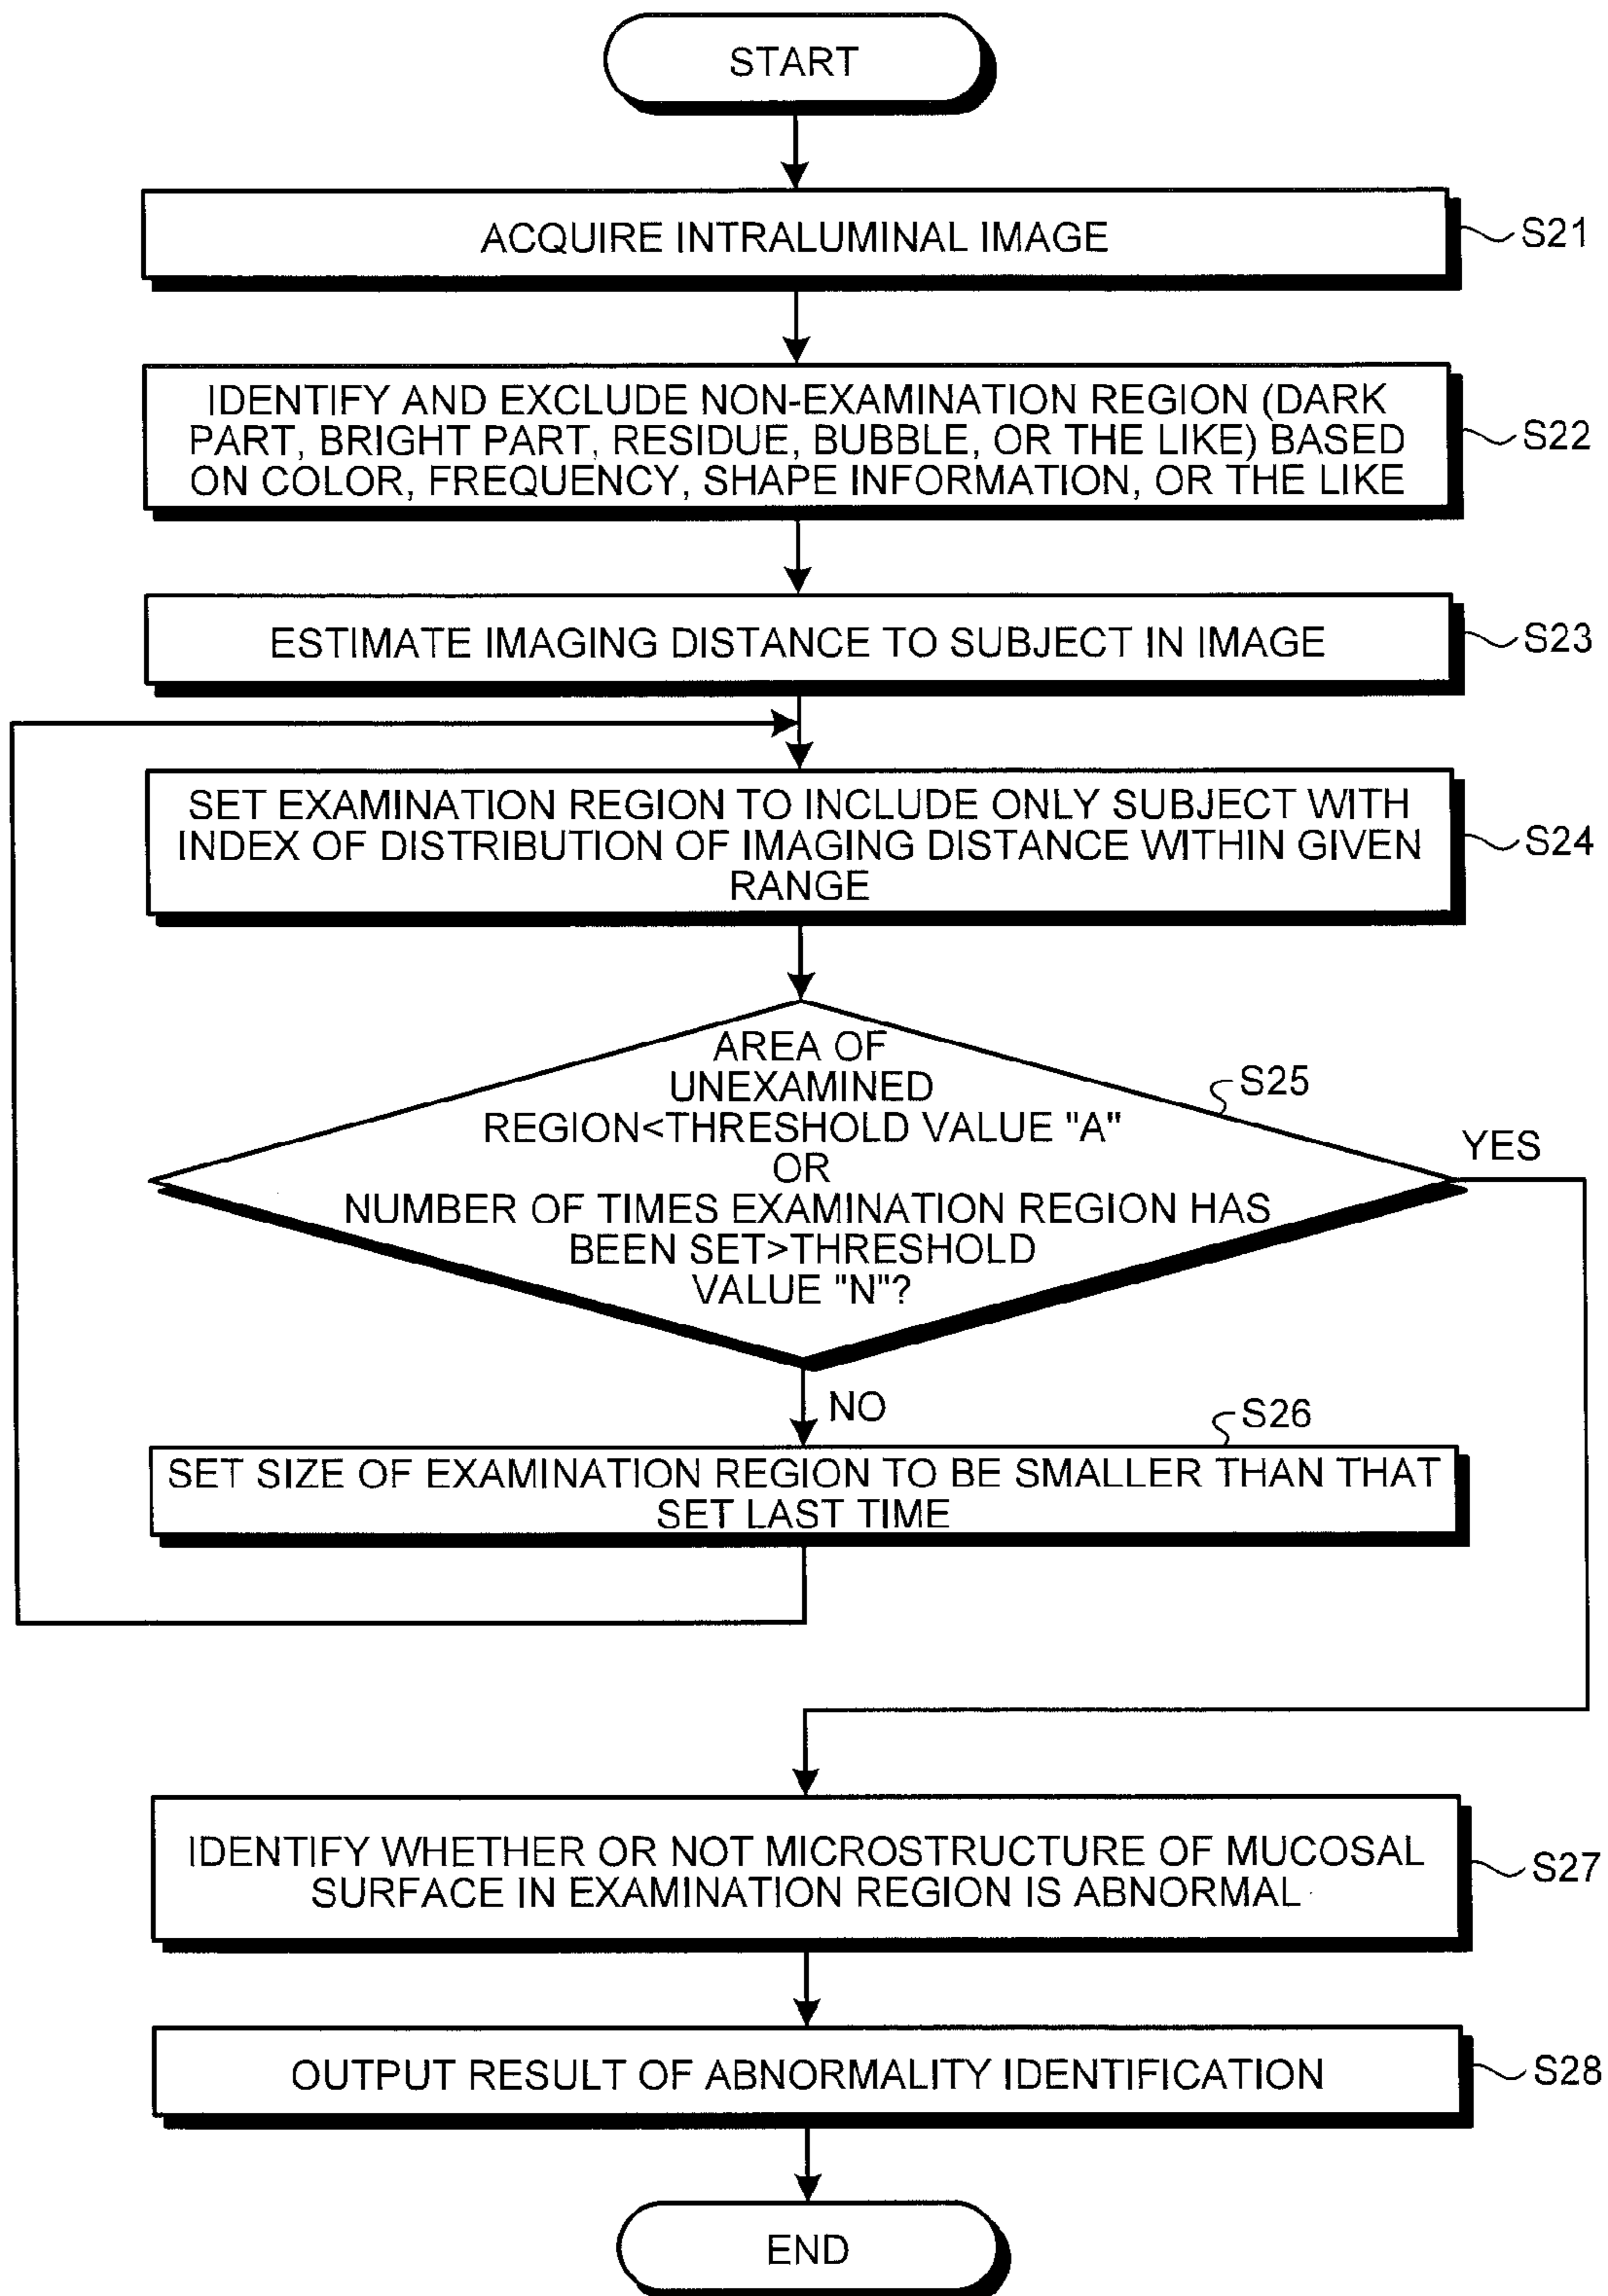 START
ACQUIRE INTRALUMINAL IMAGE
S21
IDENTIFY AND EXCLUDE NON-EXAMINATION REGION (DARK
PART, BRIGHT PART, RESIDUE, BUBBLE, OR THE LIKE) BASED
ON COLOR, FREQUENCY, SHAPE INFORMATION, OR THE LIKE
S22
ESTIMATE IMAGING DISTANCE TO SUBJECT IN IMAGE
S23
SET EXAMINATION REGION TO INCLUDE ONLY SUBJECT WITH
INDEX OF DISTRIBUTION OF IMAGING DISTANCE WITHIN GIVEN
RANGE
S24
AREA OF
UNEXAMINED
REGION<THRESHOLD VALUE "A"
OR
NUMBER OF TIMES EXAMINATION REGION HAS
BEEN SET>THRESHOLD
VALUE "N"?
S25
YES
NO
S26
SET SIZE OF EXAMINATION REGION TO BE SMALLER THAN THAT
SET LAST TIME
IDENTIFY WHETHER OR NOT MICROSTRUCTURE OF MUCOSAL
SURFACE IN EXAMINATION REGION IS ABNORMAL
S27
OUTPUT RESULT OF ABNORMALITY IDENTIFICATION
S28
END